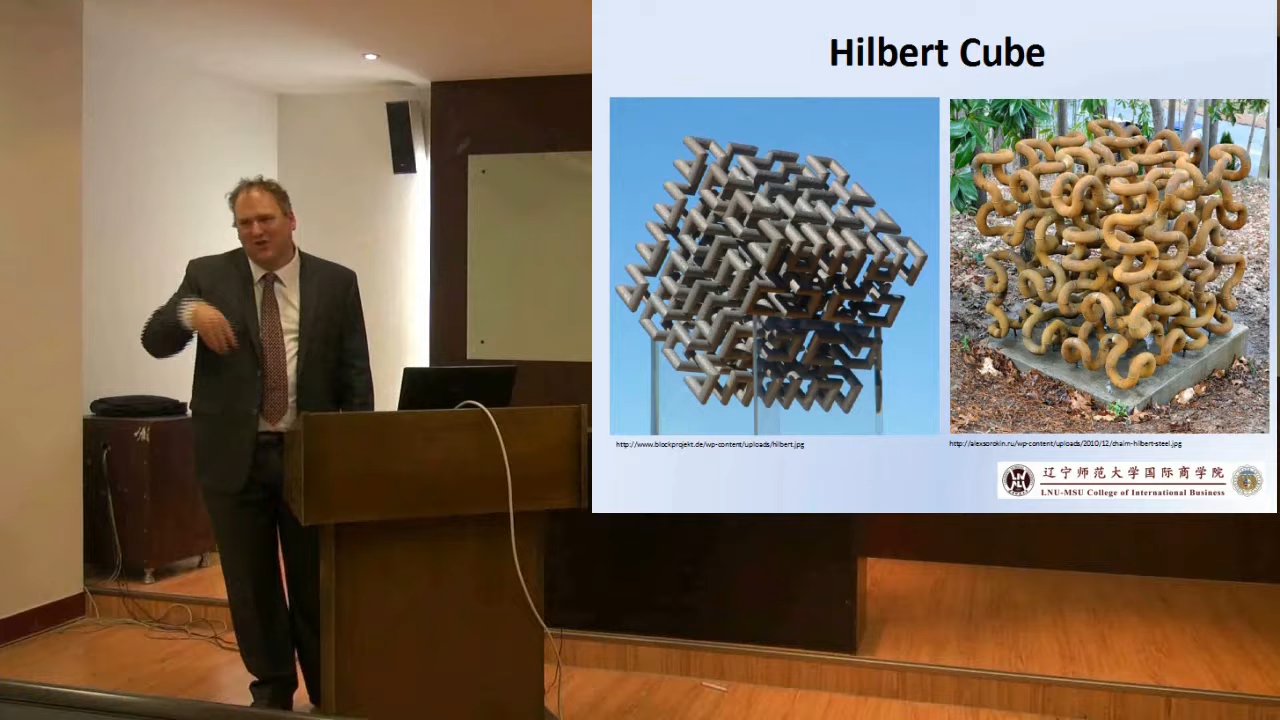 Hilbert Cube
http://www.blockprojekt.de/wp-content/uploads/hilbert.jpg
http://alexsorokin.ru/wp-content/uploads/2010/12/chaim-hilbert-steel.jpg
辽宁师范大学国际商学院
LNU-MSU College of International Business